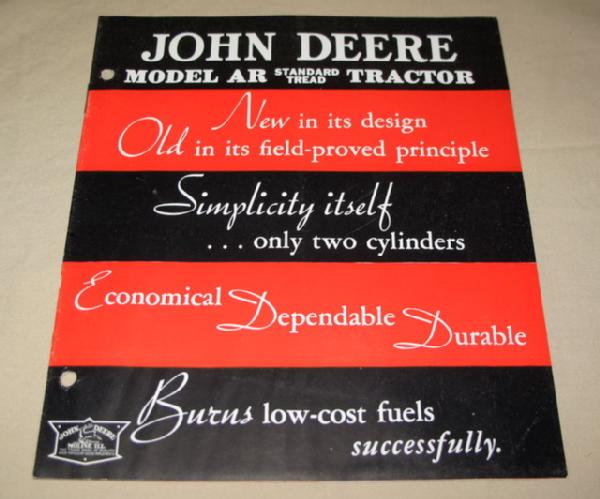 JOHN DEERE
MODEL AR STANDARD TREAD TRACTOR
New in its design
Old in its field-proved principle
Simplicity itself
... only two cylinders
Economical Dependable Durable
Burns low-cost fuels
successfully.
JOHN DEERE
MOLINE ILL.